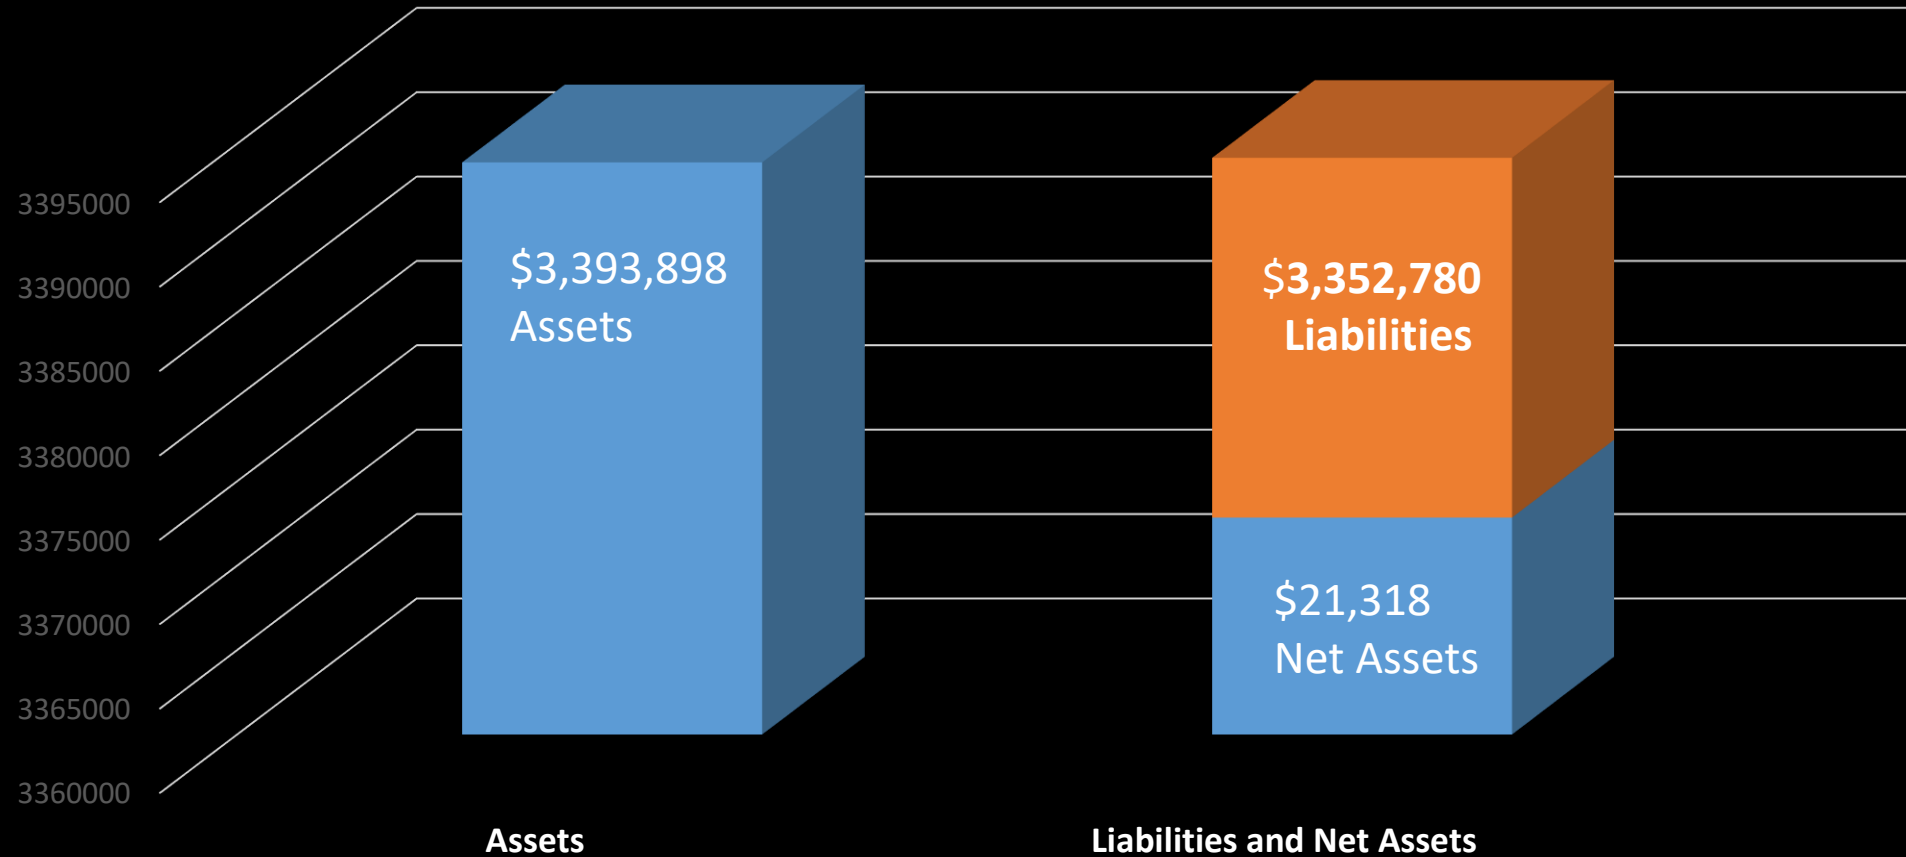 3395000
3390000
3385000
3380000
3375000
3370000
3365000
3360000
$3,393,898
Assets
$3,352,780
Liabilities
$21,318
Net Assets
Assets
Liabilities and Net Assets